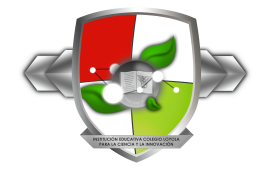 INSTITUCIÓN EDUCATIVA COLEGIO LOYOLA
PARA LA CIENCIA Y LA INNOVACIÓN